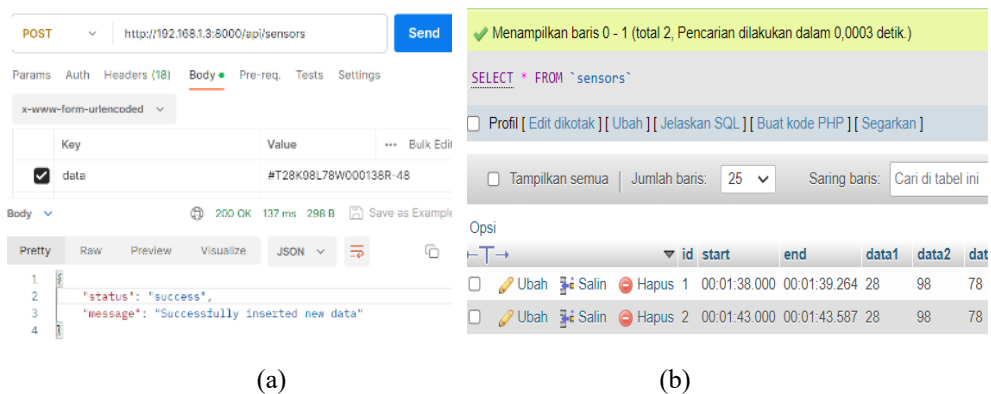 POST http://192.168.1.3:8000/api/sensors Send
Params Auth Headers (18) Body Pre-req. Tests Settings
x-www-form-urlencoded
Key Value ••• Bulk Edit
data #T28K98L78W000138R-48
Body 200 OK 137 ms 298 B Save as Example
Pretty Raw Preview Visualize JSON
1 {
2 "status": "success",
3 "message": "Successfully inserted new data"
4 }
(a)
Menampilkan baris 0 - 1 (total 2, Pencarian dilakukan dalam 0,0003 detik.)
SELECT * FROM `sensors`
Profil [ Edit dikotak ] [ Ubah ] [ Jelaskan SQL ] [ Buat kode PHP ] [ Segarkan ]
Tampilkan semua | Jumlah baris: 25 Saring baris: Cari di tabel ini
Opsi
id start end data1 data2 dat
Ubah Salin Hapus 1 00:01:38.000 00:01:39.264 28 98 78
Ubah Salin Hapus 2 00:01:43.000 00:01:43.587 28 98 78
(b)